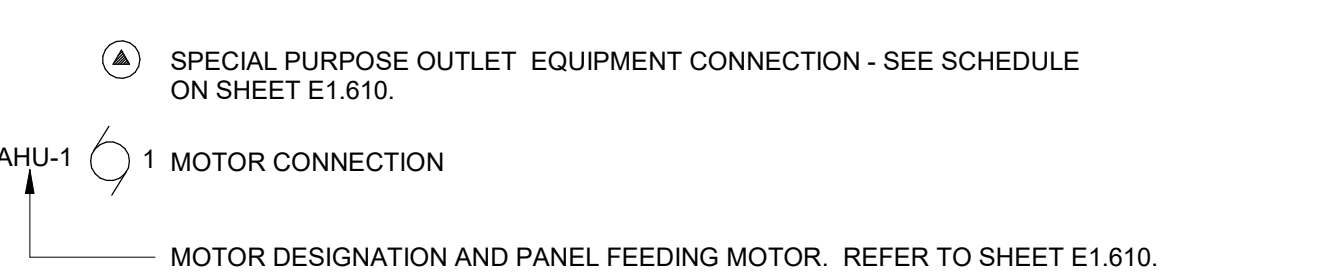 SPECIAL PURPOSE OUTLET EQUIPMENT CONNECTION - SEE SCHEDULE
ON SHEET E1.610.
AHU-1 1 MOTOR CONNECTION
MOTOR DESIGNATION AND PANEL FEEDING MOTOR. REFER TO SHEET E1.610.